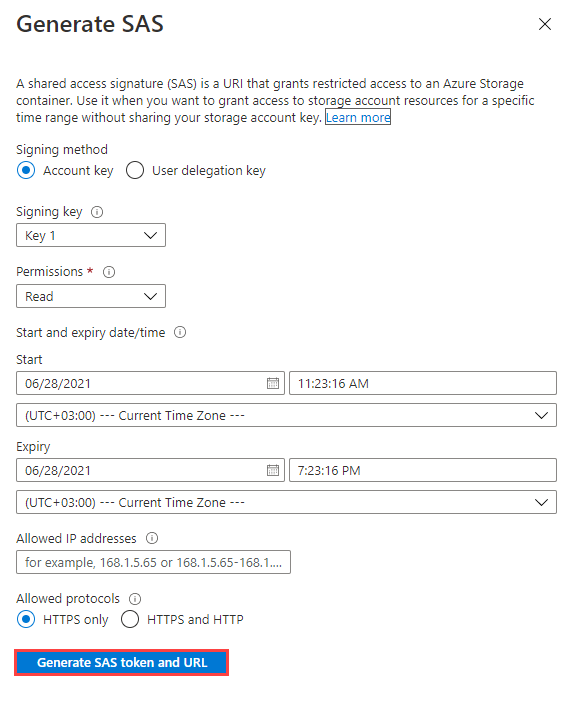 Generate SAS
A shared access signature (SAS) is a URI that grants restricted access to an Azure Storage
container. Use it when you want to grant access to storage account resources for a specific
time range without sharing your storage account key. Learn more
Signing method
Account key User delegation key
Signing key
Key 1
Permissions *
Read
Start and expiry date/time
Start
06/28/2021 11:23:16 AM
(UTC+03:00) --- Current Time Zone ---
Expiry
06/28/2021 7:23:16 PM
(UTC+03:00) --- Current Time Zone ---
Allowed IP addresses
for example, 168.1.5.65 or 168.1.5.65-168.1....
Allowed protocols
HTTPS only HTTPS and HTTP
Generate SAS token and URL